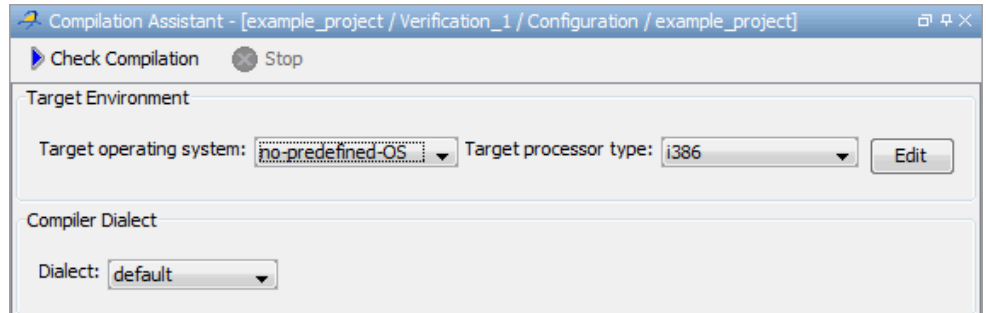 Compilation Assistant - [example_project / Verification_1 / Configuration / example_project]
Check Compilation Stop
Target Environment
Target operating system: no-predefined-OS Target processor type: i386 Edit
Compiler Dialect
Dialect: default